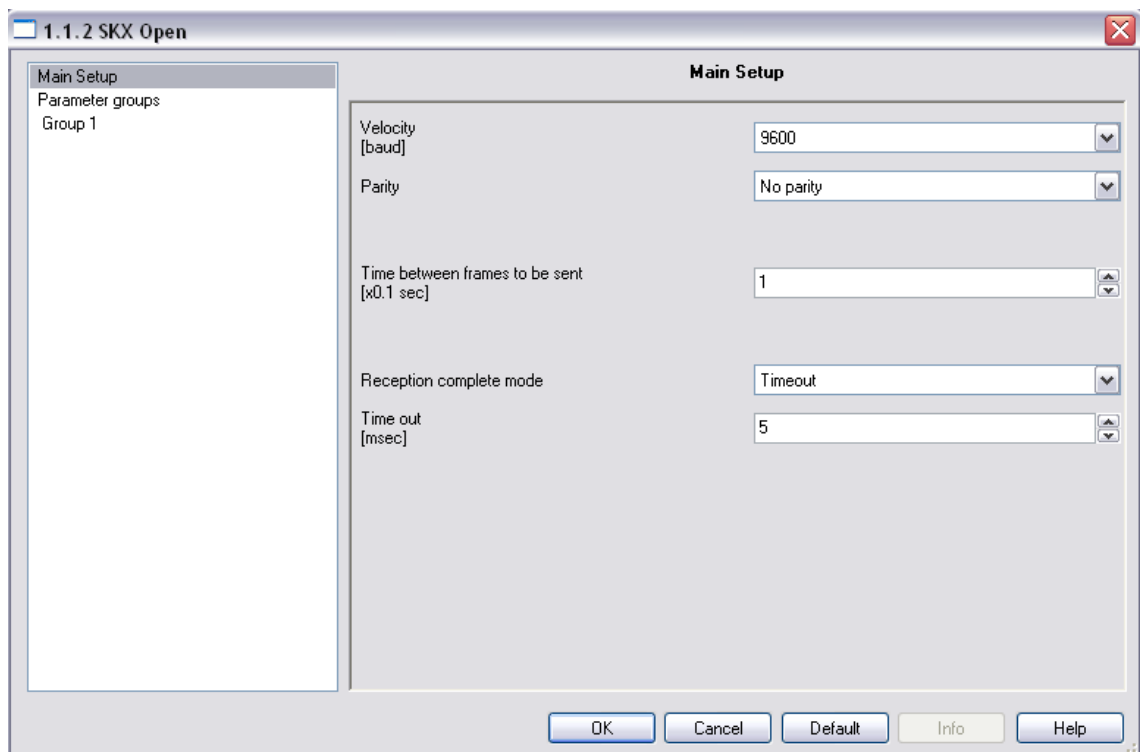 1.1.2 SKX Open
Main Setup
Parameter groups
Group 1
Main Setup
Velocity
[baud]
9600
Parity
No parity
Time between frames to be sent
[x0.1 sec]
1
Reception complete mode
Timeout
Time out
[msec]
5
OK
Cancel
Default
Info
Help